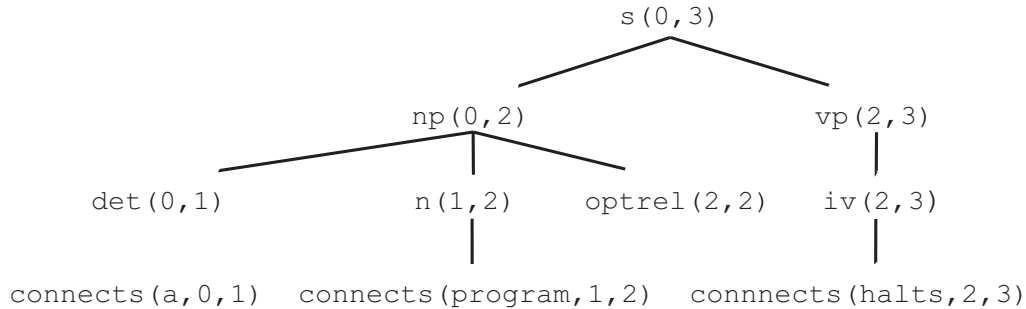 s(0,3)
np(0,2) vp(2,3)
det(0,1) n(1,2) optrel(2,2) iv(2,3)
connects(a,0,1) connects(program,1,2) connnects(halts,2,3)